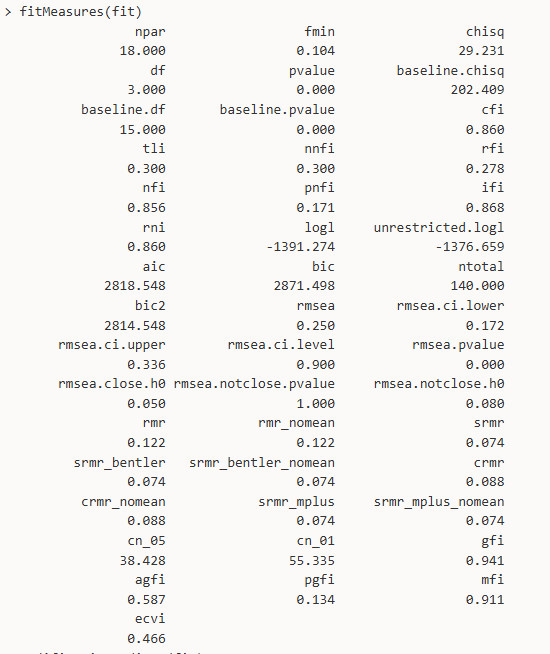 > fitMeasures(fit)
npar fmin chisq
18.000 0.104 29.231
df pvalue baseline.chisq
3.000 0.000 202.409
baseline.df baseline.pvalue cfi
15.000 0.000 0.860
tli nnfi rfi
0.300 0.300 0.278
nfi pnfi ifi
0.856 0.171 0.868
rni logl unrestricted.logl
0.860 -1391.274 -1376.659
aic bic ntotal
2818.548 2871.498 140.000
bic2 rmsea rmsea.ci.lower
2814.548 0.250 0.172
rmsea.ci.upper rmsea.ci.level rmsea.pvalue
0.336 0.900 0.000
rmsea.close.h0 rmsea.notclose.pvalue rmsea.notclose.h0
0.050 1.000 0.080
rmr rmr_nomean srmr
0.122 0.122 0.074
srmr_bentler srmr_bentler_nomean crmr
0.074 0.074 0.088
crmr_nomean srmr_mplus srmr_mplus_nomean
0.088 0.074 0.074
cn_05 cn_01 gfi
38.428 55.335 0.941
agfi pgfi mfi
0.587 0.134 0.911
ecvi
0.466